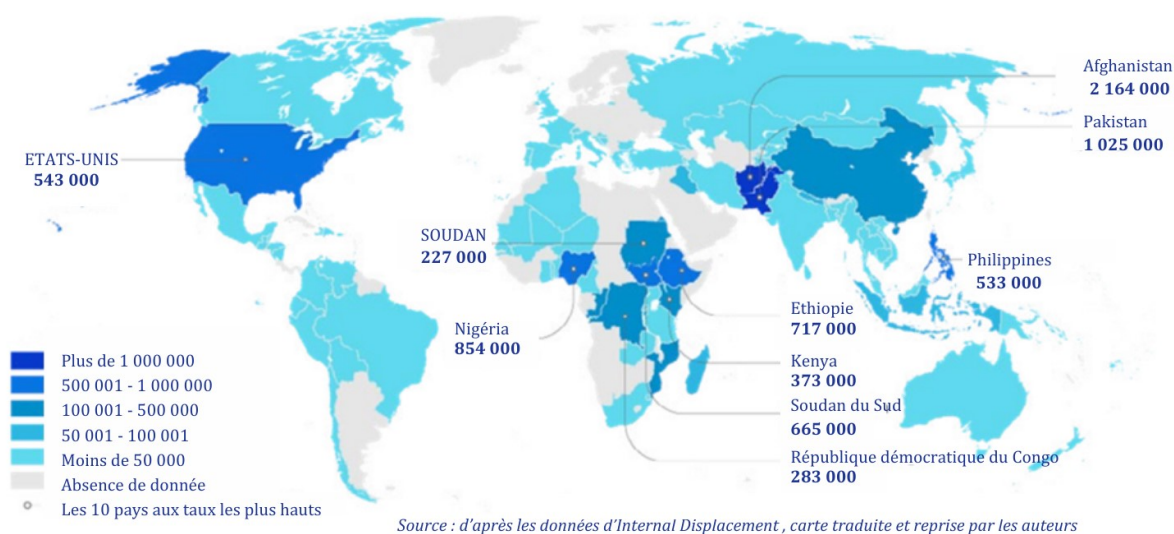 Afghanistan
2 164 000
Pakistan
1 025 000
ETATS-UNIS
543 000
SOUDAN
227 000
Philippines
533 000
Nigéria
854 000
Ethiopie
717 000
Kenya
373 000
Soudan du Sud
665 000
République démocratique du Congo
283 000
Plus de 1 000 000
500 001 - 1 000 000
100 001 - 500 000
50 001 - 100 001
Moins de 50 000
Absence de donnée
Les 10 pays aux taux les plus hauts
Source : d'après les données d'Internal Displacement , carte traduite et reprise par les auteurs